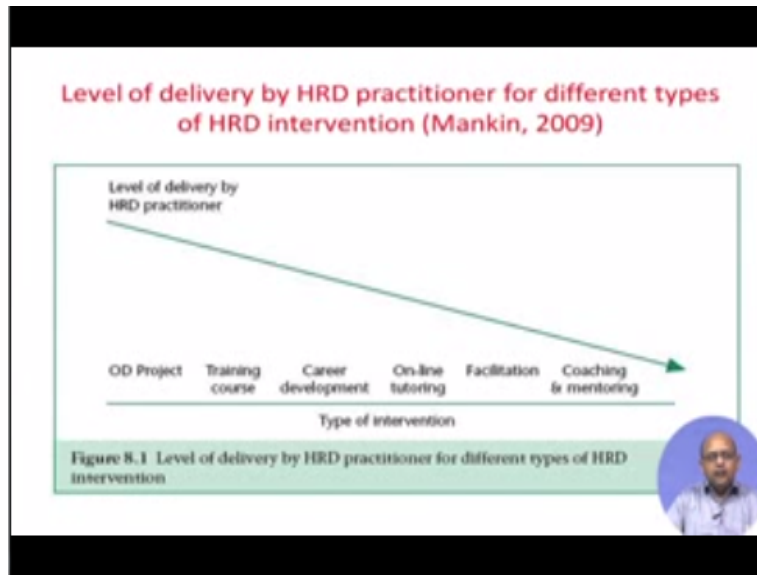 Level of delivery by HRD practitioner for different types
of HRD intervention (Mankin, 2009)
Level of delivery by
HRD practitioner
OD Project Training course Career development On-line tutoring Facilitation Coaching & mentoring
Type of intervention
Figure 8.1 Level of delivery by HRD practitioner for different types of HRD
intervention